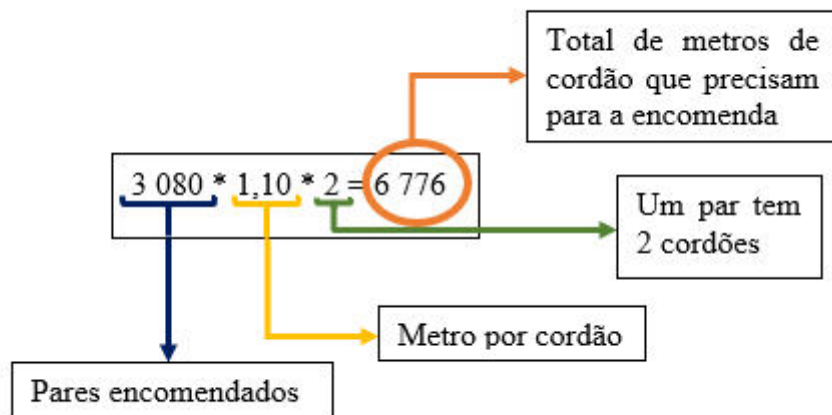 Total de metros de
cordão que precisam
para a encomenda
3 080 * 1,10 * 2 = 6 776
Um par tem
2 cordões
Metro por cordão
Pares encomendados